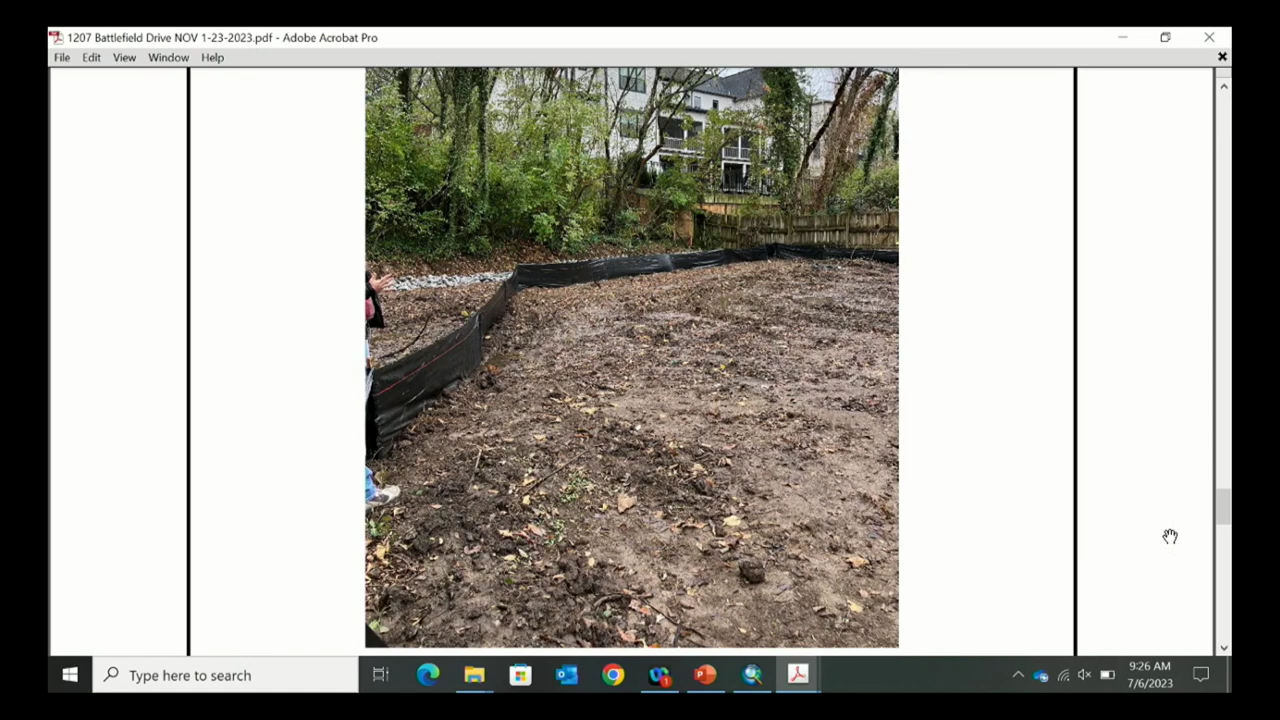 1207 Battlefield Drive NOV 1-23-2023.pdf - Adobe Acrobat Pro
File Edit View Window Help
Type here to search
1
9:26 AM
7/6/2023